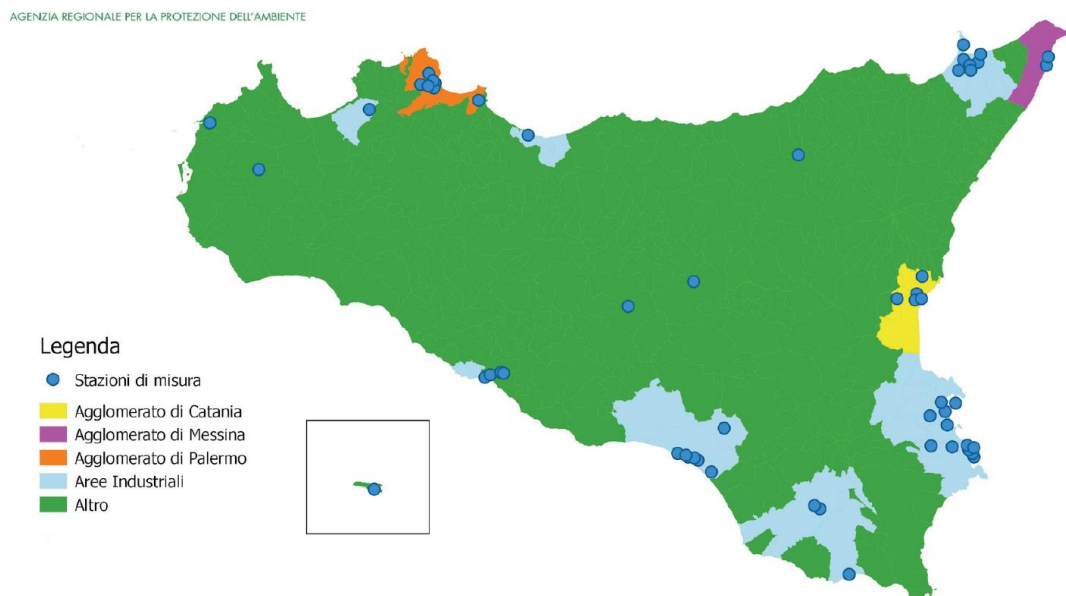 AGENZIA REGIONALE PER LA PROTEZIONE DELL'AMBIENTE
Legenda
Stazioni di misura
Agglomerato di Catania
Agglomerato di Messina
Agglomerato di Palermo
Aree Industriali
Altro